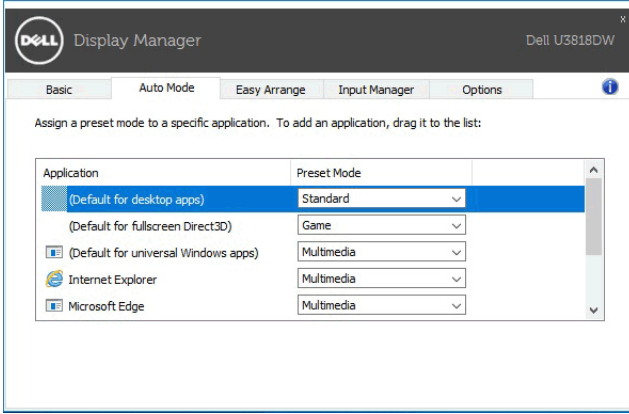 DELL Display Manager Dell U3818DW
x
Basic Auto Mode Easy Arrange Input Manager Options i
Assign a preset mode to a specific application. To add an application, drag it to the list:
Application Preset Mode
(Default for desktop apps) Standard
(Default for fullscreen Direct3D) Game
(Default for universal Windows apps) Multimedia
Internet Explorer Multimedia
Microsoft Edge Multimedia